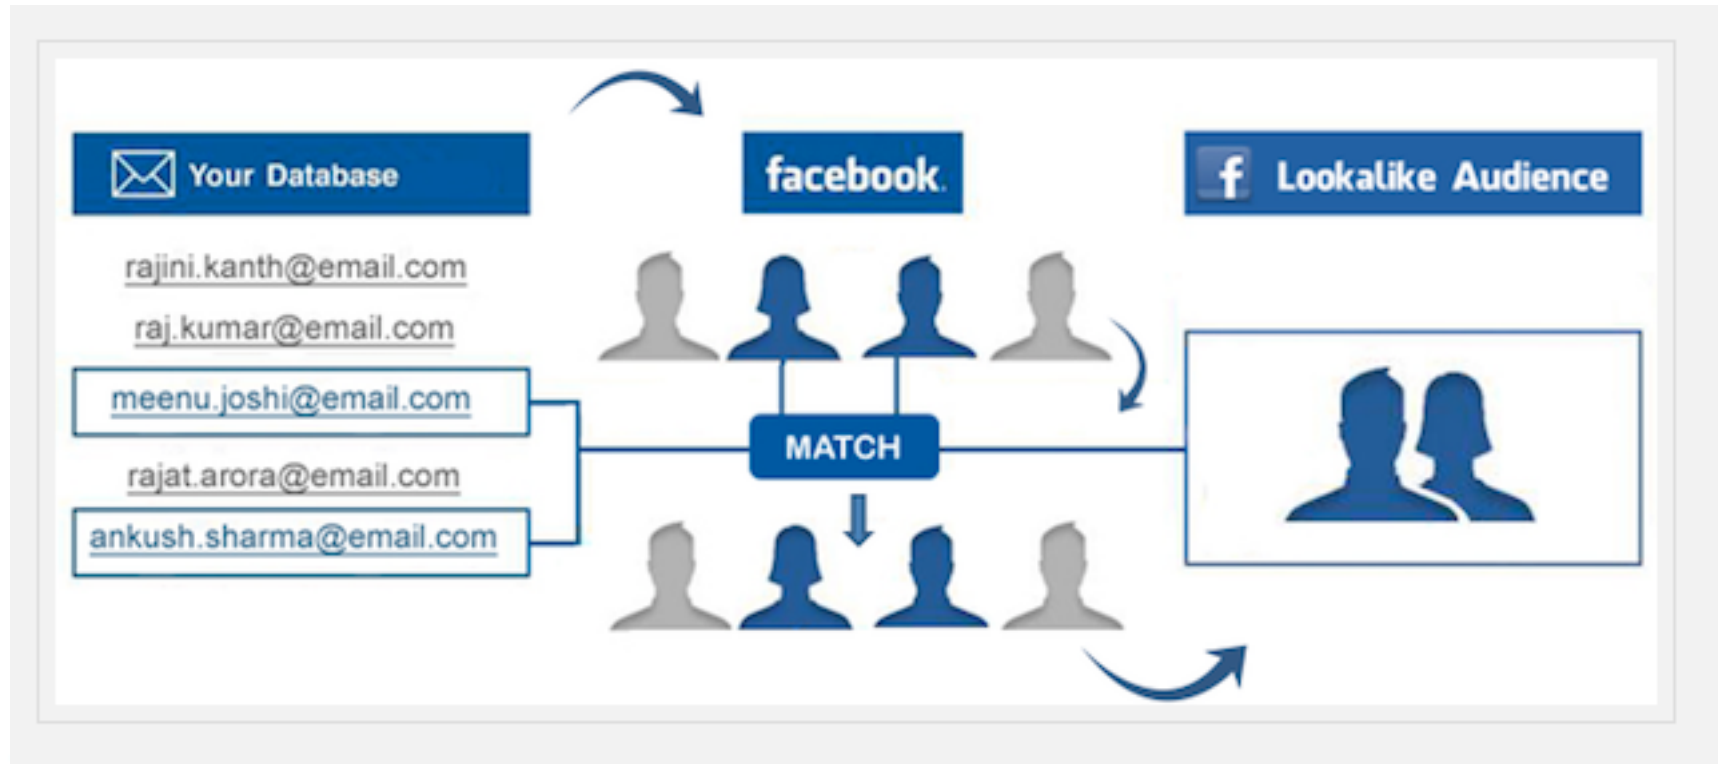 Your Database
facebook.
f Lookalike Audience
rajini.kanth@email.com
raj.kumar@email.com
meenu.joshi@email.com
MATCH
rajat.arora@email.com
ankush.sharma@email.com